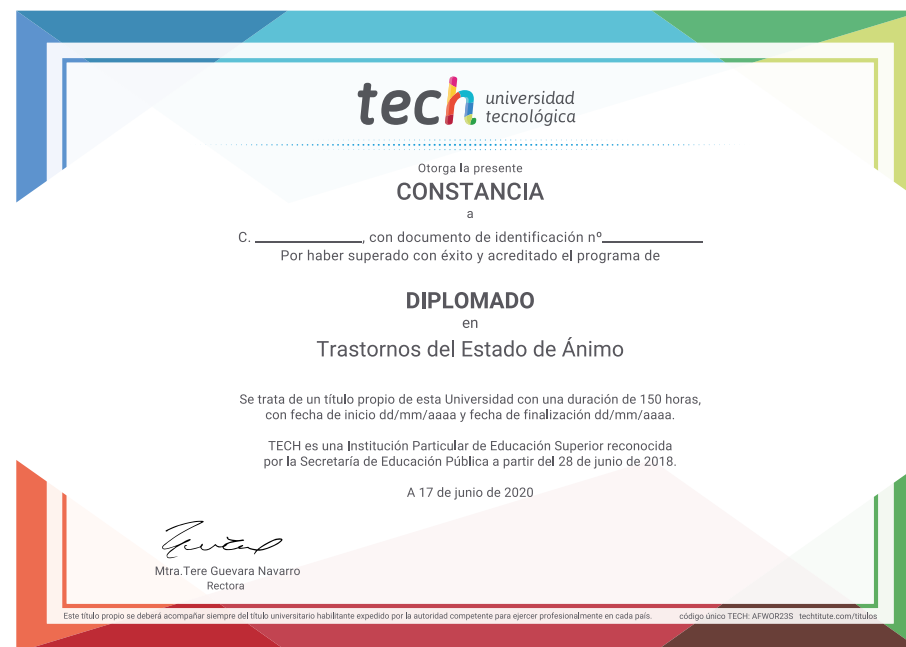 tech universidad
tecnológica
Otorga la presente
CONSTANCIA
a
C. ____________, con documento de identificación nº____________
Por haber superado con éxito y acreditado el programa de
DIPLOMADO
en
Trastornos del Estado de Ánimo
Se trata de un título propio de esta Universidad con una duración de 150 horas,
con fecha de inicio dd/mm/aaaa y fecha de finalización dd/mm/aaaa.
TECH es una Institución Particular de Educación Superior reconocida
por la Secretaría de Educación Pública a partir del 28 de junio de 2018.
A 17 de junio de 2020
Mtra.Tere Guevara Navarro
Rectora
Este título propio se deberá acompañar siempre del título universitario habilitante expedido por la autoridad competente para ejercer profesionalmente en cada país. código único TECH: AFWOR23S techtitute.com/titulos